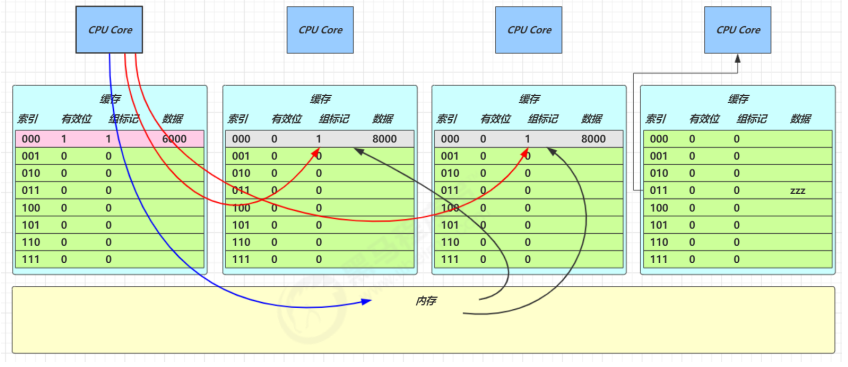 CPU Core CPU Core CPU Core CPU Core
缓存 缓存 缓存 缓存
索引 有效位 组标记 数据 索引 有效位 组标记 数据 索引 有效位 组标记 数据 索引 有效位 组标记 数据
000 1 1 6000 000 0 1 8000 000 0 1 8000 000 0 0
001 0 0 001 0 0 001 0 0 001 0 0
010 0 0 010 0 0 010 0 0 010 0 0
011 0 0 011 0 0 011 0 0 011 0 0 zzz
100 0 0 100 0 0 100 0 0 100 0 0
101 0 0 101 0 0 101 0 0 101 0 0
110 0 0 110 0 0 110 0 0 110 0 0
111 0 0 111 0 0 111 0 0 111 0 0
内存